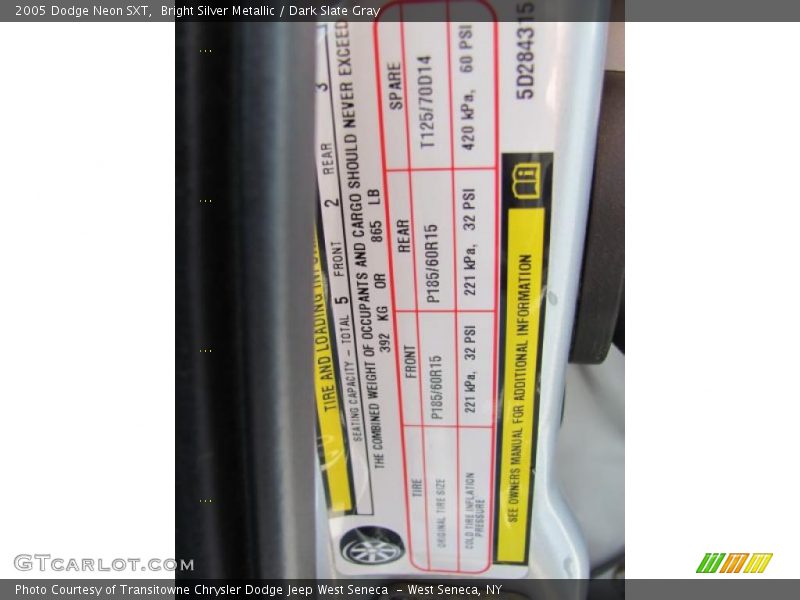 2005 Dodge Neon SXT, Bright Silver Metallic / Dark Slate Gray
TIRE AND LOADING
SEATING CAPACITY – TOTAL 5 FRONT 2 REAR 3
THE COMBINED WEIGHT OF OCCUPANTS AND CARGO SHOULD NEVER EXCEED
392 KG OR 865 LB
TIRE FRONT REAR SPARE
ORIGINAL TIRE SIZE P185/60R15 P185/60R15 T125/70D14
COLD TIRE INFLATION PRESSURE 221 kPa, 32 PSI 221 kPa, 32 PSI 420 kPa, 60 PSI
SEE OWNERS MANUAL FOR ADDITIONAL INFORMATION
5D284315
GTcarlot.com
Photo Courtesy of Transitowne Chrysler Dodge Jeep West Seneca - West Seneca, NY